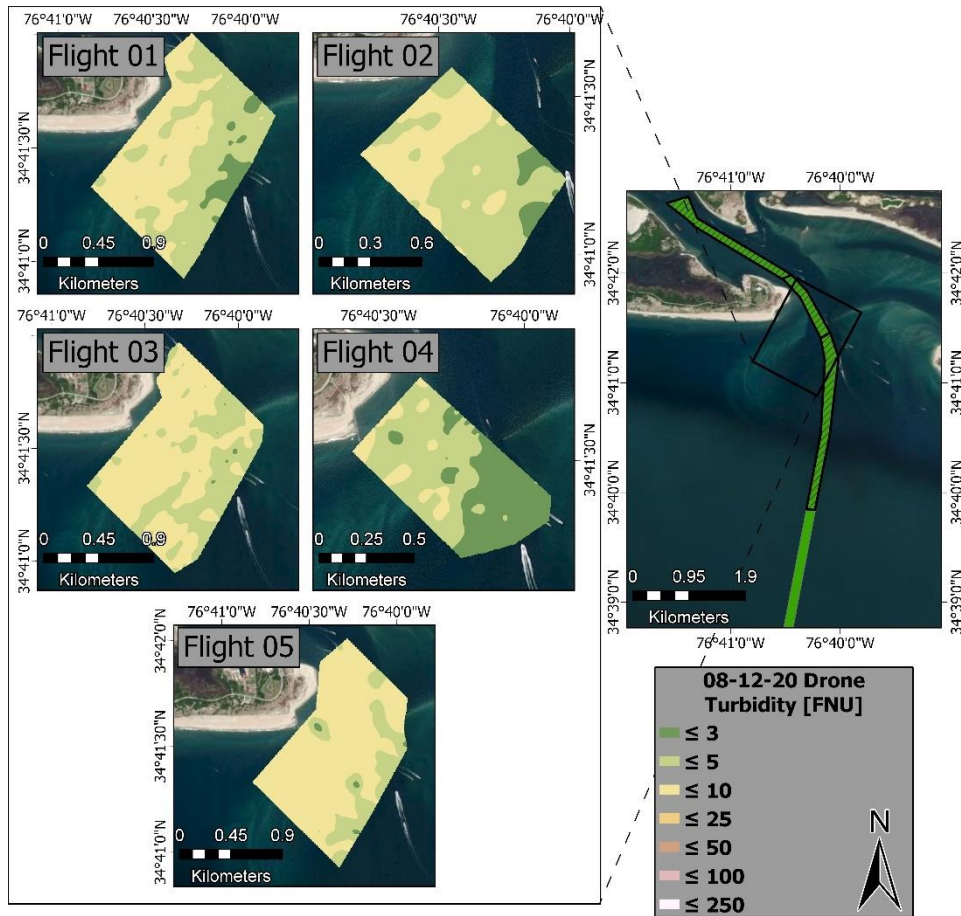 76°41'0"W 76°40'30"W 76°40'0"W
Flight 01
34°41'30"N
34°41'0"N
0 0.45 0.9
Kilometers
76°40'30"W 76°40'0"W
Flight 02
34°41'30"N
34°41'0"N
0 0.3 0.6
Kilometers
76°41'0"W 76°40'30"W 76°40'0"W
Flight 03
34°41'30"N
34°41'0"N
0 0.45 0.9
Kilometers
76°40'30"W 76°40'0"W
Flight 04
34°41'30"N
0 0.25 0.5
Kilometers
76°41'0"W 76°40'30"W 76°40'0"W
Flight 05
34°42'0"N
34°41'30"N
34°41'0"N
0 0.45 0.9
Kilometers
76°41'0"W 76°40'0"W
34°42'0"N 34°42'0"N
34°41'0"N 34°41'0"N
34°40'0"N 34°40'0"N
34°39'0"N 34°39'0"N
0 0.95 1.9
Kilometers
76°41'0"W 76°40'0"W
08-12-20 Drone
Turbidity [FNU]
≤ 3
≤ 5
≤ 10
≤ 25
≤ 50
≤ 100
≤ 250
N